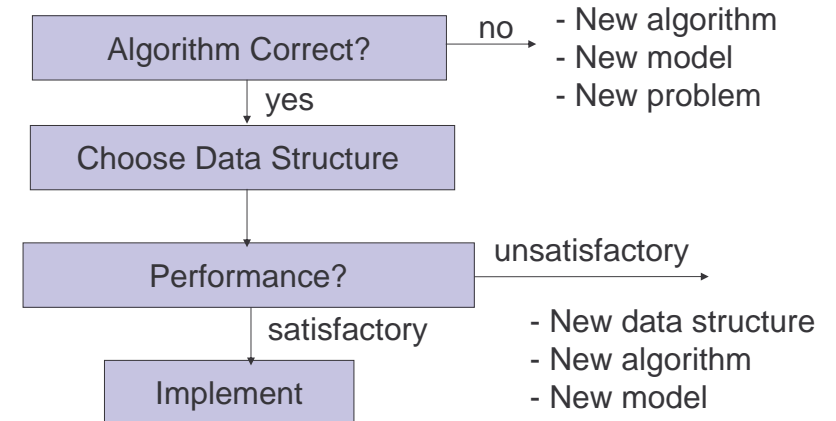 Algorithm Correct?
no
- New algorithm
- New model
- New problem
yes
Choose Data Structure
Performance?
unsatisfactory
satisfactory
- New data structure
- New algorithm
- New model
Implement